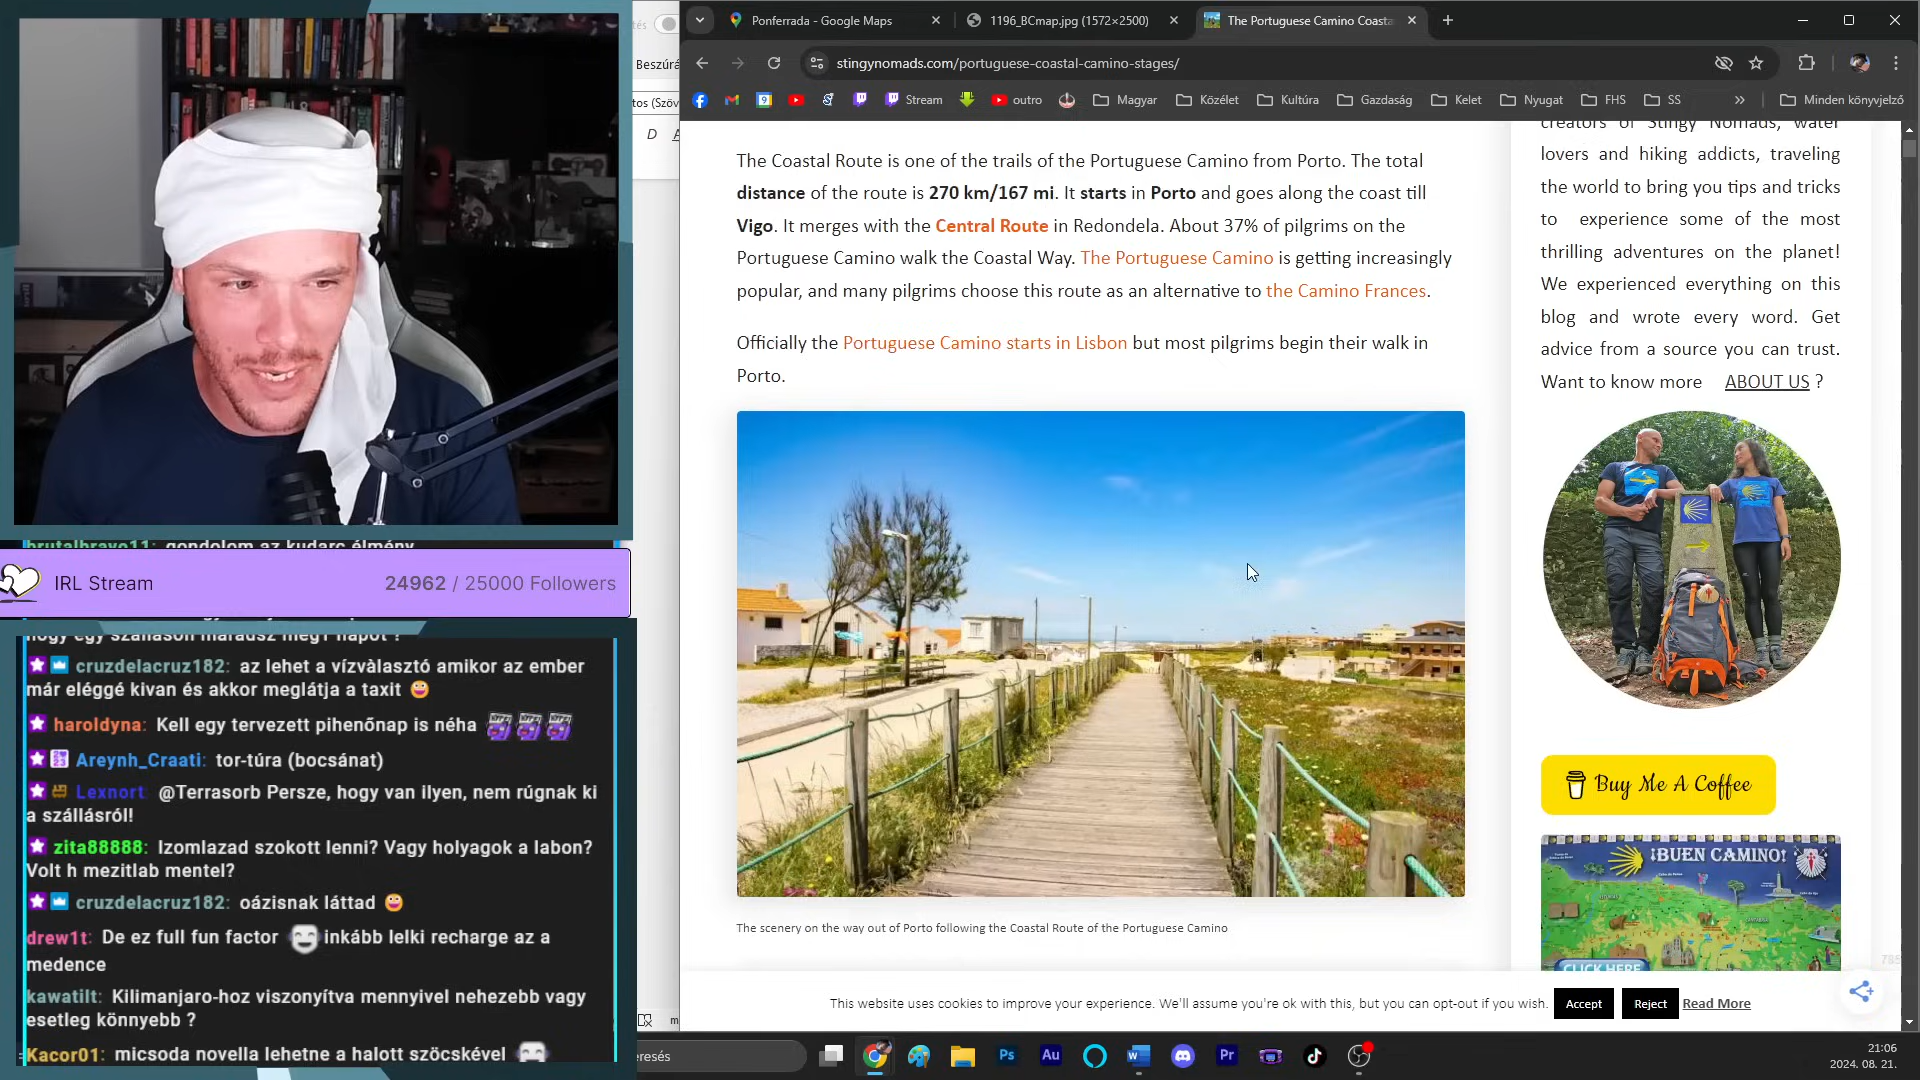 Ponferrada - Google Maps
1196_BCmap.jpg (1572×2500)
The Portuguese Camino Coasta
stingynomads.com/portuguese-coastal-camino-stages/
Stream
outro
Magyar
Közélet
Kultúra
Gazdaság
Kelet
Nyugat
FHS
SS
Minden könyvjelző
Beszúrá
tos (Szöv
D
The Coastal Route is one of the trails of the Portuguese Camino from Porto. The total
distance of the route is 270 km/167 mi. It starts in Porto and goes along the coast till
Vigo. It merges with the Central Route in Redondela. About 37% of pilgrims on the
Portuguese Camino walk the Coastal Way. The Portuguese Camino is getting increasingly
popular, and many pilgrims choose this route as an alternative to the Camino Frances.
Officially the Portuguese Camino starts in Lisbon but most pilgrims begin their walk in
Porto.
The scenery on the way out of Porto following the Coastal Route of the Portuguese Camino
creators of Stingy Nomads, water
lovers and hiking addicts, traveling
the world to bring you tips and tricks
to experience some of the most
thrilling adventures on the planet!
We experienced everything on this
blog and wrote every word. Get
advice from a source you can trust.
Want to know more ABOUT US ?
Buy Me A Coffee
¡BUEN CAMINO!
CLICK HERE
This website uses cookies to improve your experience. We'll assume you're ok with this, but you can opt-out if you wish. Accept Reject Read More
brutalbravo11: gondolom az kudarc élmény
IRL Stream 24962 / 25000 Followers
hogy egy szálláson maradsz meg1 napot ?
cruzdelacruz182: az lehet a vízvàlasztó amikor az ember
már eléggé kivan és akkor meglátja a taxit
haroldyna: Kell egy tervezett pihenőnap is néha
Areynh_Craati: tor-túra (bocsánat)
Lexnort: @Terrasorb Persze, hogy van ilyen, nem rúgnak ki
a szállásról!
zita88888: Izomlazad szokott lenni? Vagy holyagok a labon?
Volt h mezitlab mentel?
cruzdelacruz182: oázisnak láttad
drew1t: De ez full fun factor inkább lelki recharge az a
medence
kawatilt: Kilimanjaro-hoz viszonyítva mennyivel nehezebb vagy
esetleg könnyebb ?
Kacor01: micsoda novella lehetne a halott szöcskével
eresés
Ps
Au
Pr
21:06
2024. 08. 21.